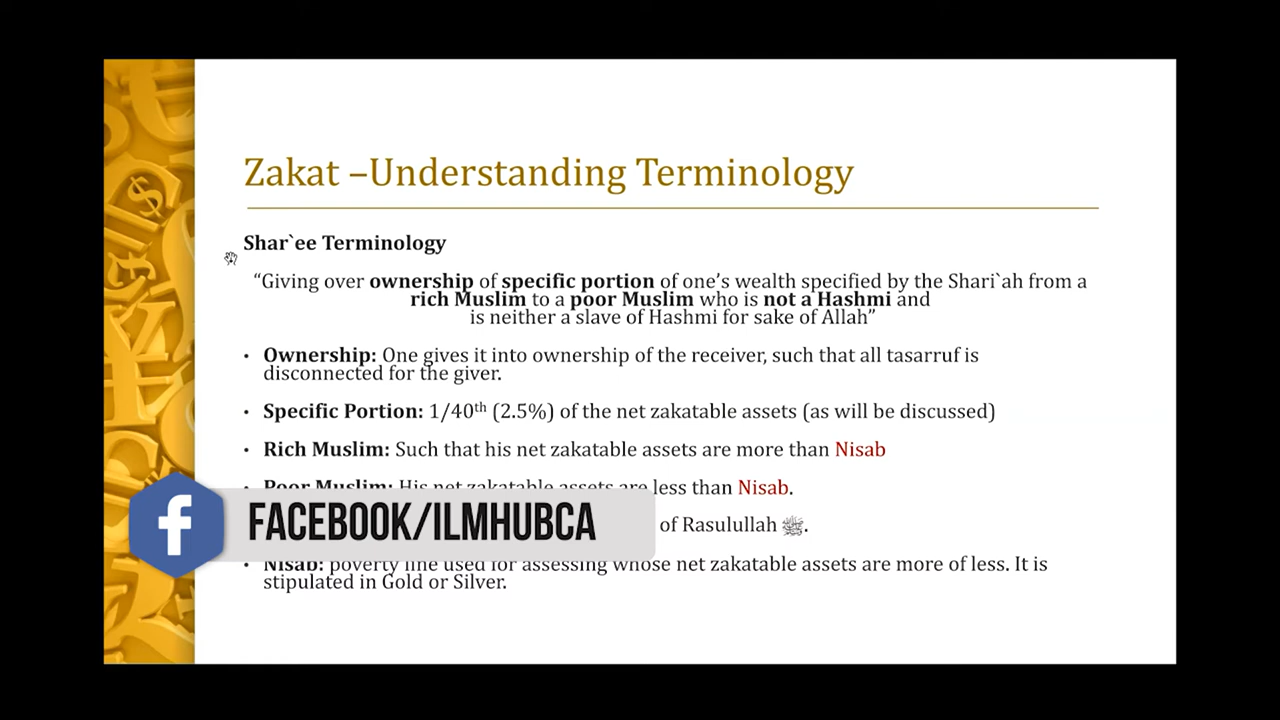 Zakat –Understanding Terminology
Shar`ee Terminology
“Giving over ownership of specific portion of one’s wealth specified by the Shari`ah from a
rich Muslim to a poor Muslim who is not a Hashmi and
is neither a slave of Hashmi for sake of Allah”
• Ownership: One gives it into ownership of the receiver, such that all tasarruf is
disconnected for the giver.
• Specific Portion: 1/40th (2.5%) of the net zakatable assets (as will be discussed)
• Rich Muslim: Such that his net zakatable assets are more than Nisab
• Poor Muslim: His net zakatable assets are less than Nisab.
of Rasulullah ﷺ.
FACEBOOK/ILMHUBCA
• Nisab: poverty line used for assessing whose net zakatable assets are more of less. It is
stipulated in Gold or Silver.